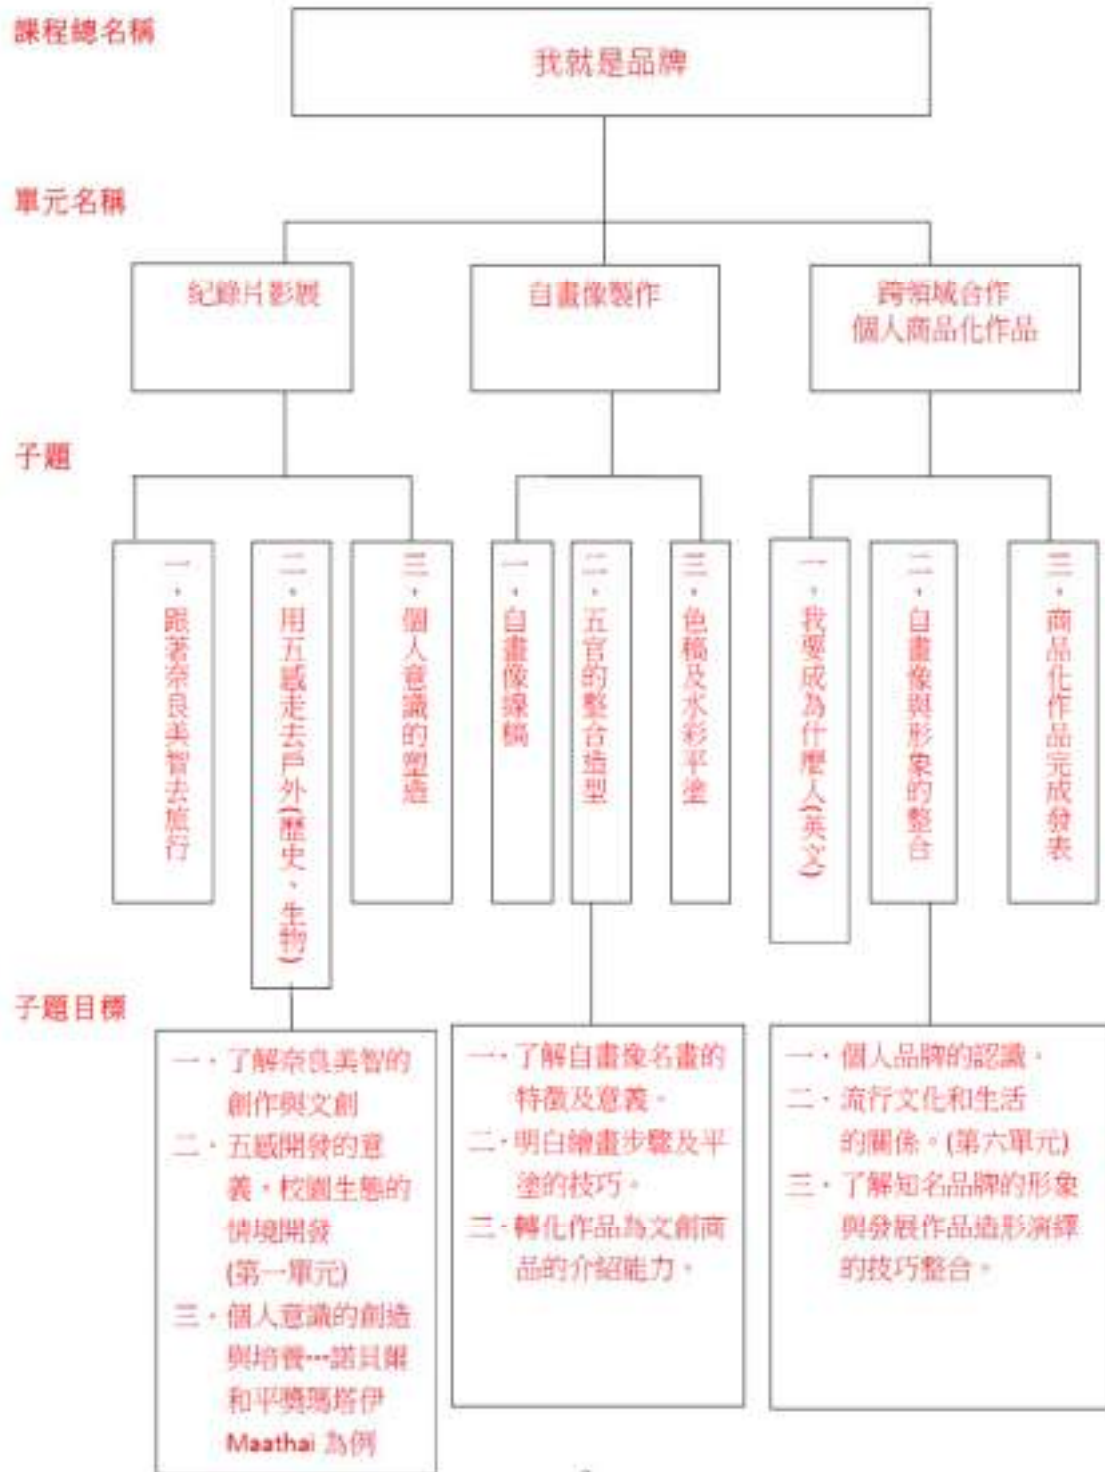 課程總名稱
我就是品牌
單元名稱
紀錄片影展
自畫像製作
跨領域合作
個人商品化作品
子題
一、跟著奈良美智去旅行
二、用五感走去戶外(歷史、生物)
三、個人意識的塑造
一、自畫像探稿
二、五官的整合造型
三、色稿及水彩平塗
一、我要成為什麼人(英文)
二、自畫像與形象的整合
三、商品化作品完成發表
子題目標
一、了解奈良美智的
創作與文創
二、五感開發的意
義，校園生態的
情境開發
(第一單元)
三、個人意識的創造
與培養…諾貝爾
和平獎瑪塔伊
Maathai 為例
一、了解自畫像名畫的
特徵及意義。
二、明白繪畫步驟及平
塗的技巧。
三、轉化作品為文創商
品的介紹能力。
一、個人品牌的認識。
二、流行文化和生活
的關係。(第六單元)
三、了解知名品牌的形象
與發展作品造形演繹
的技巧整合。